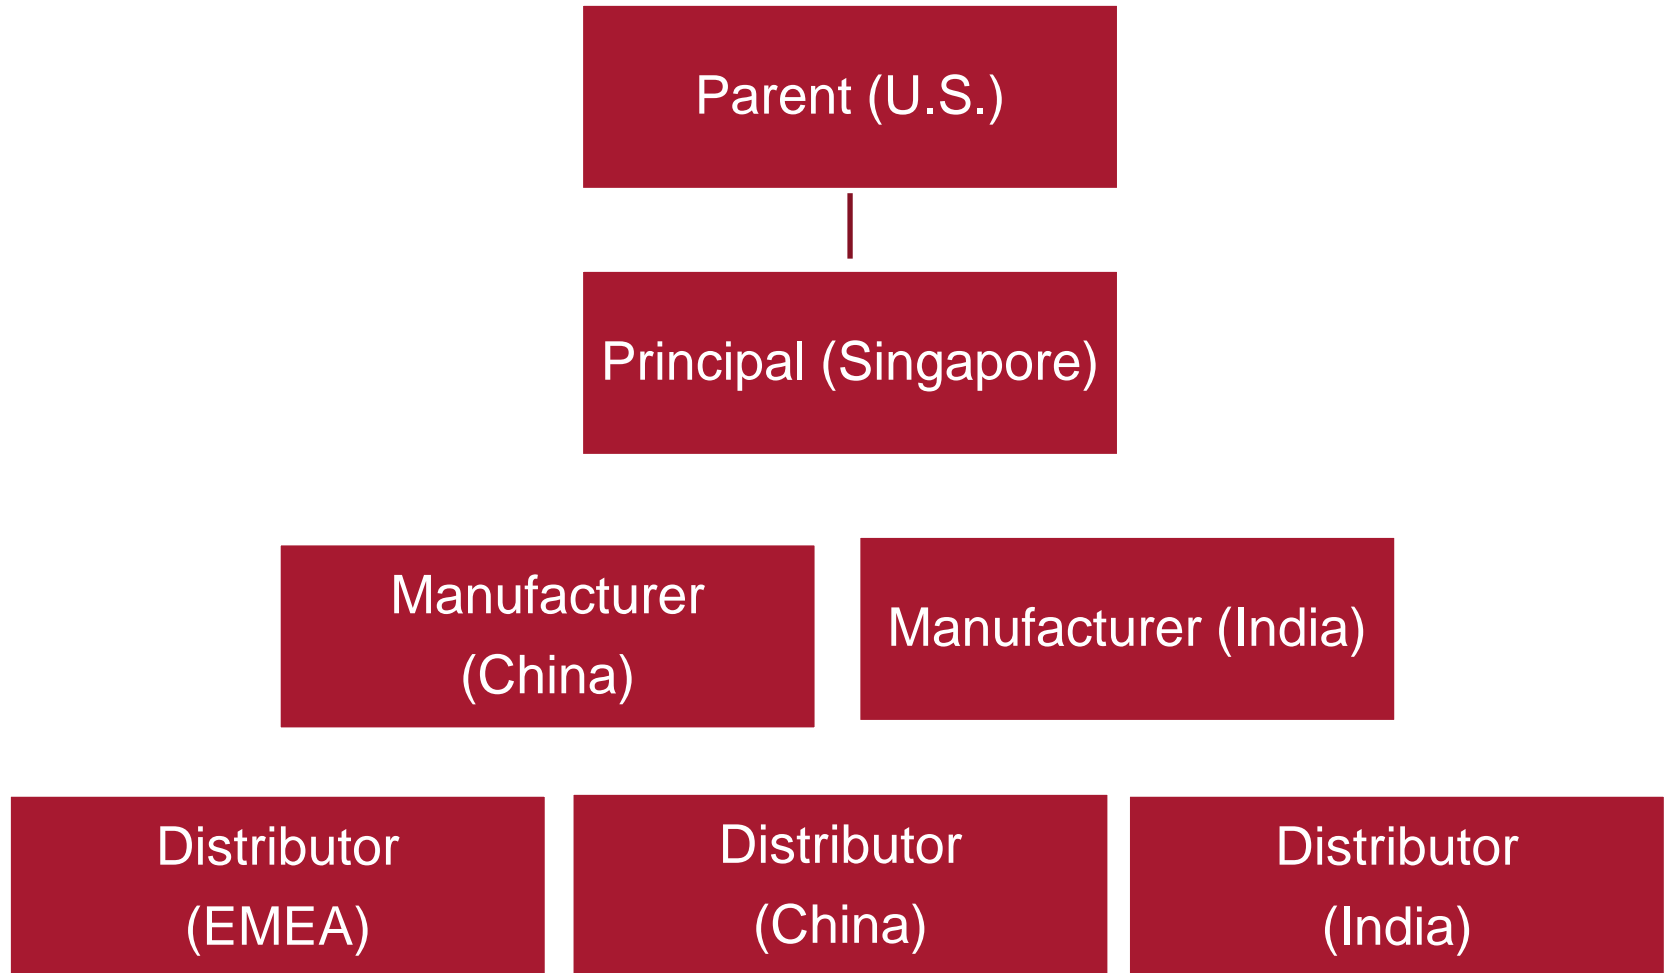 Parent (U.S.)
Principal (Singapore)
Manufacturer
(China)
Manufacturer (India)
Distributor
(EMEA)
Distributor
(China)
Distributor
(India)